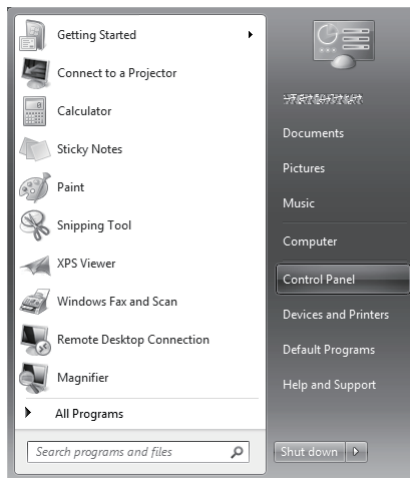 Getting Started
Connect to a Projector
Calculator
Sticky Notes
Paint
Snipping Tool
XPS Viewer
Windows Fax and Scan
Remote Desktop Connection
Magnifier
All Programs
Search programs and files
Documents
Pictures
Music
Computer
Control Panel
Devices and Printers
Default Programs
Help and Support
Shut down